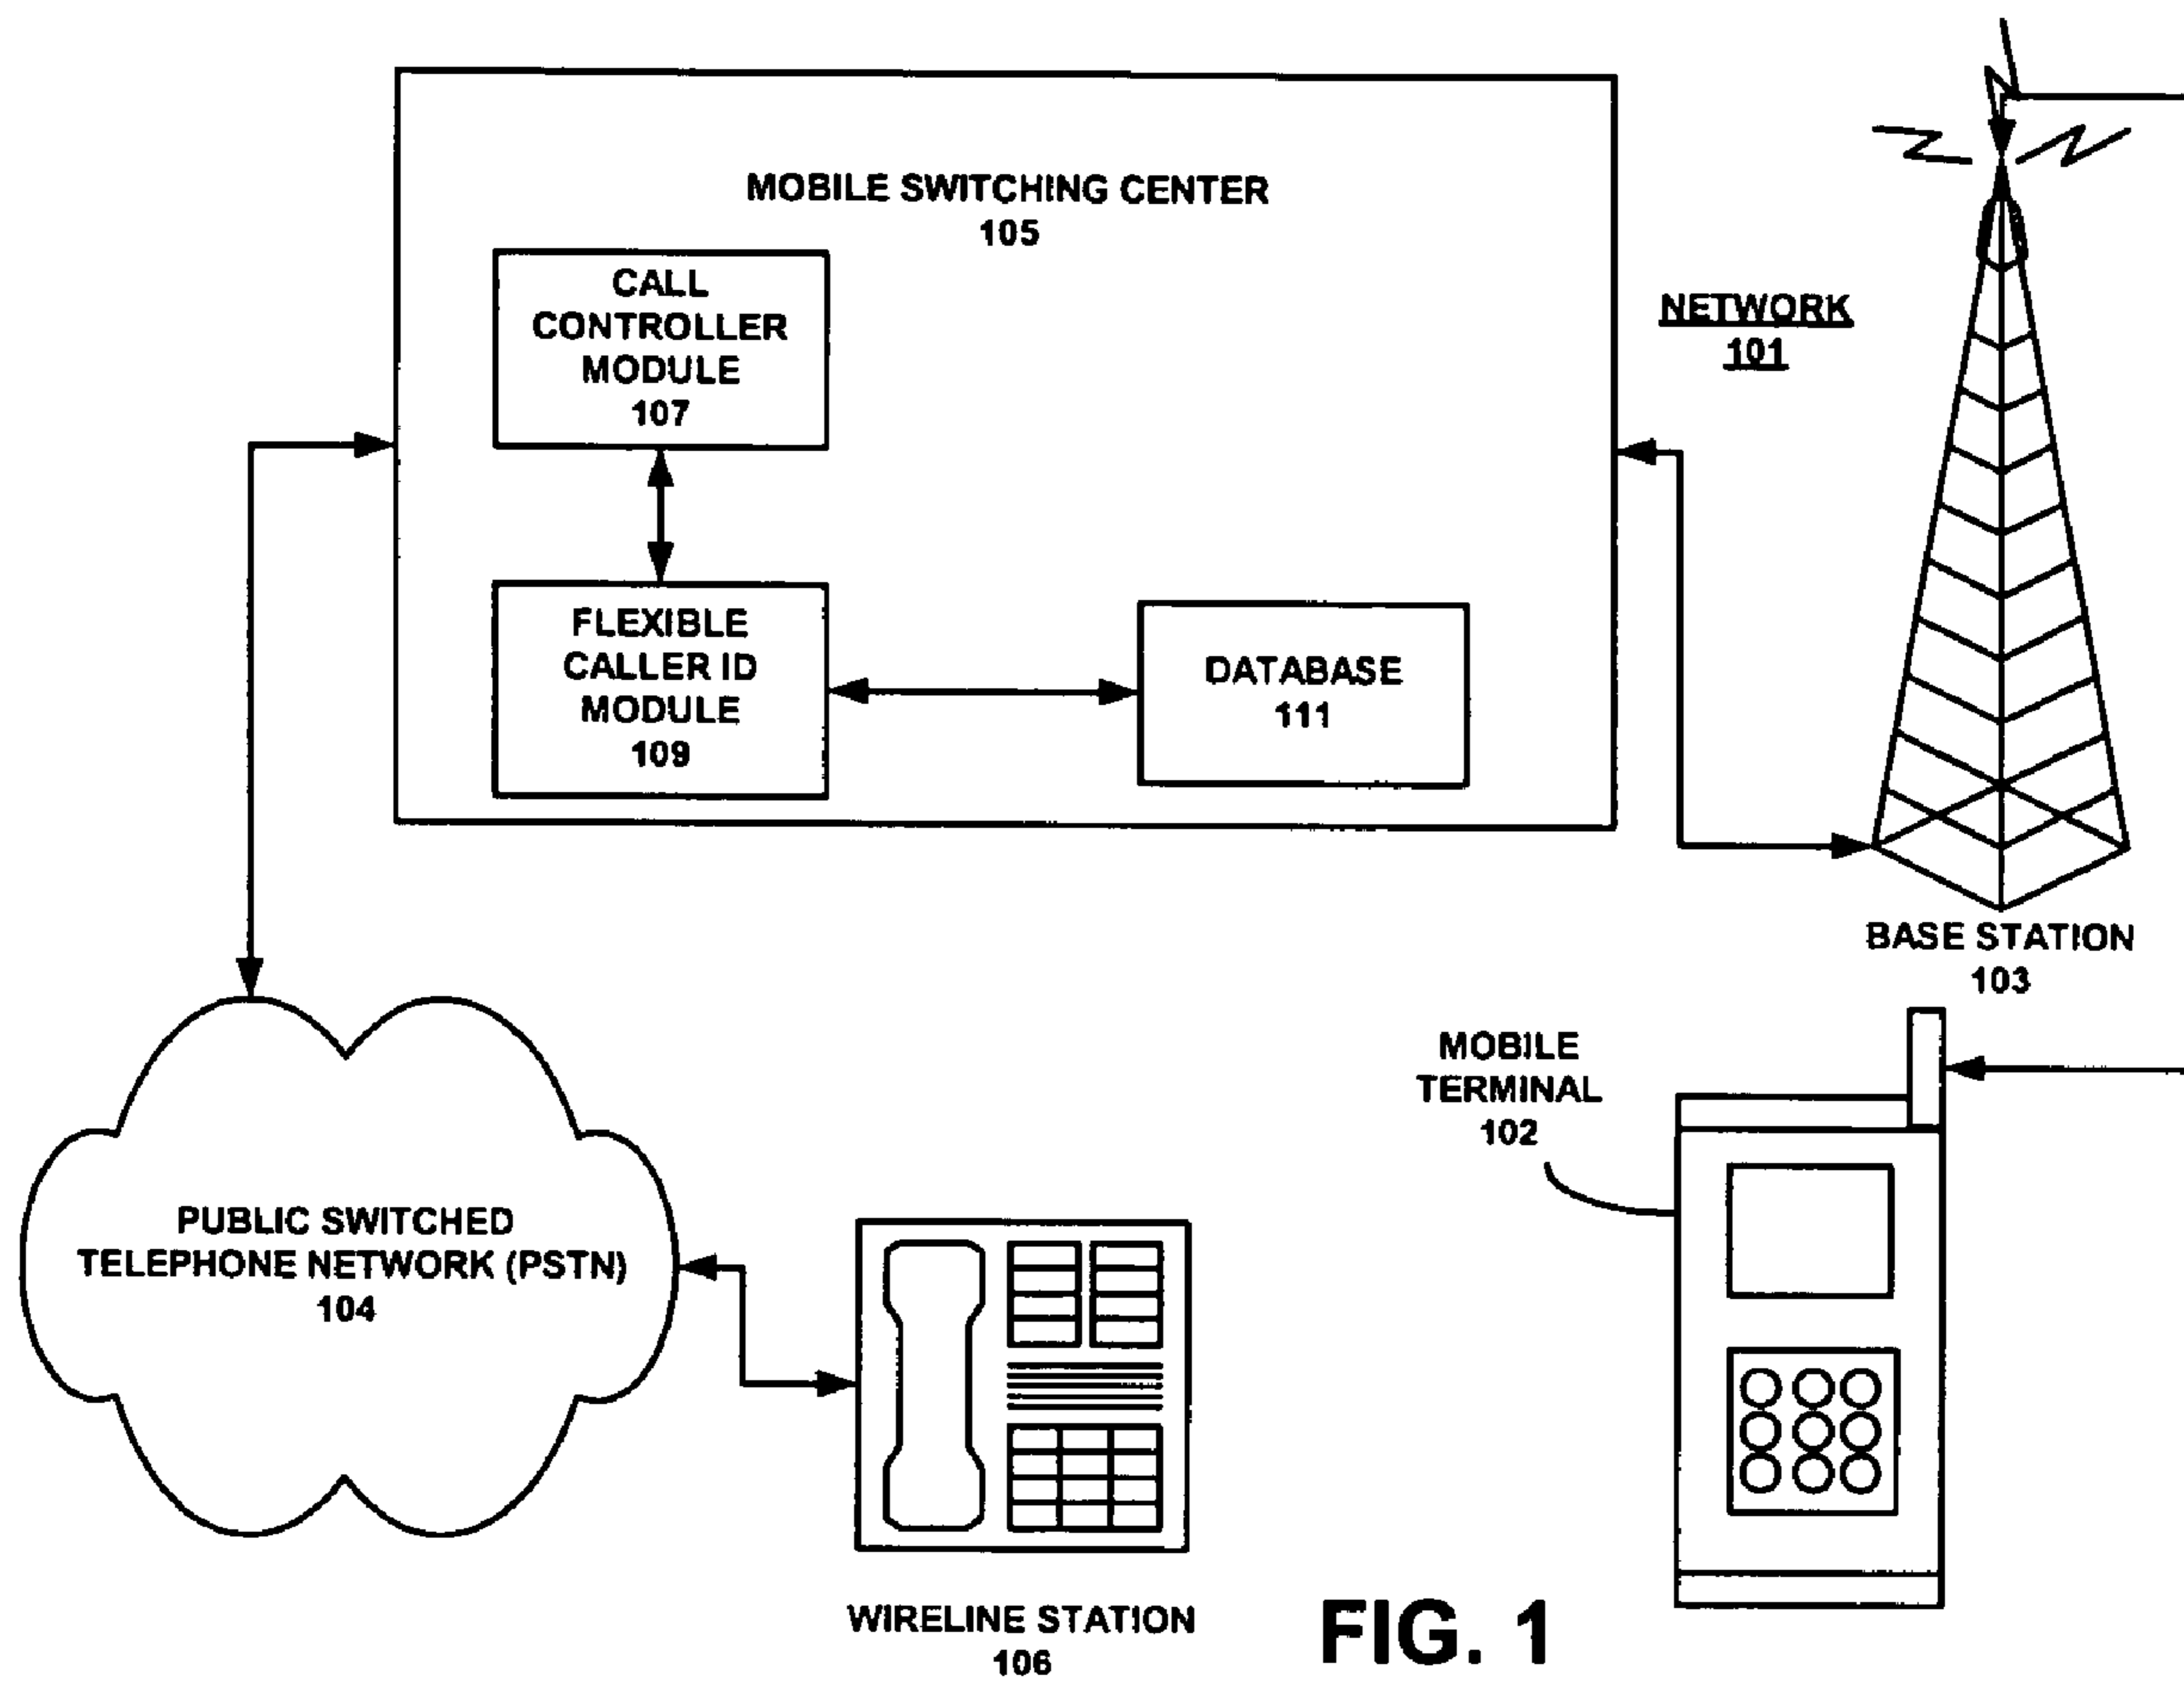 MOBILE SWITCHING CENTER
105
CALL
CONTROLLER
MODULE
107
FLEXIBLE
CALLER ID
MODULE
109
DATABASE
111
NETWORK
101
BASE STATION
103
MOBILE
TERMINAL
102
PUBLIC SWITCHED
TELEPHONE NETWORK (PSTN)
104
WIRELINE STATION
106
FIG. 1